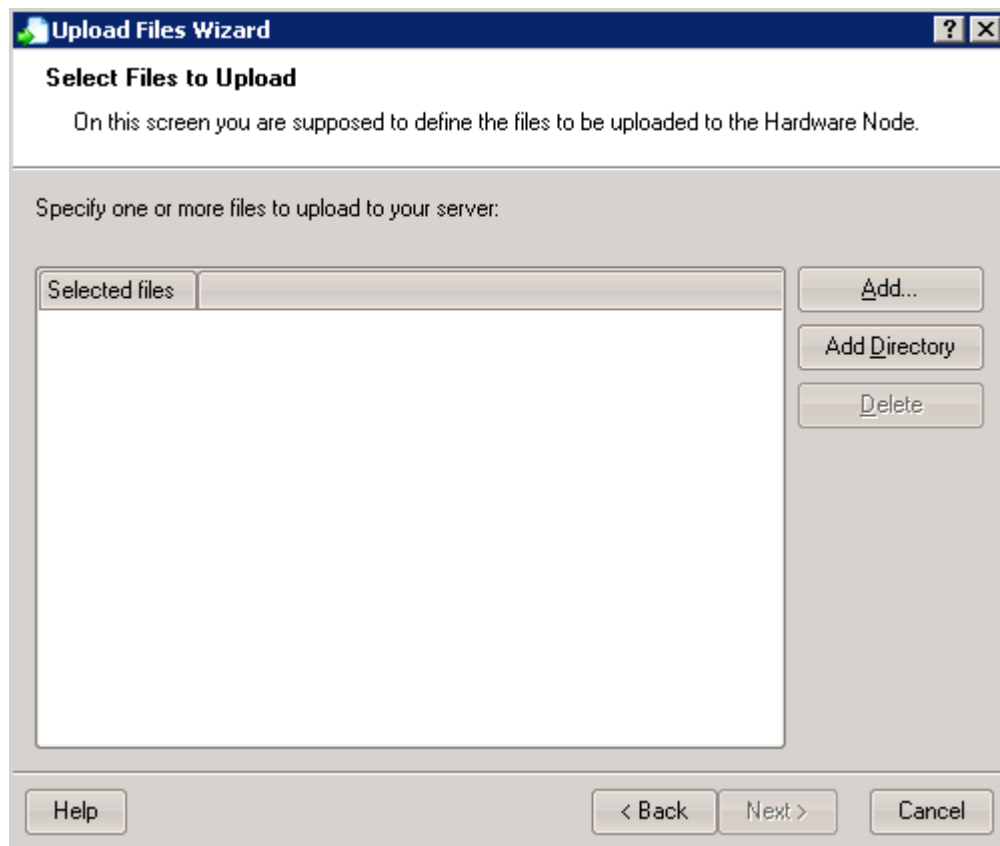 Upload Files Wizard
Select Files to Upload
On this screen you are supposed to define the files to be uploaded to the Hardware Node.
Specify one or more files to upload to your server:
Selected files
Add...
Add Directory
Delete
Help
< Back
Next >
Cancel